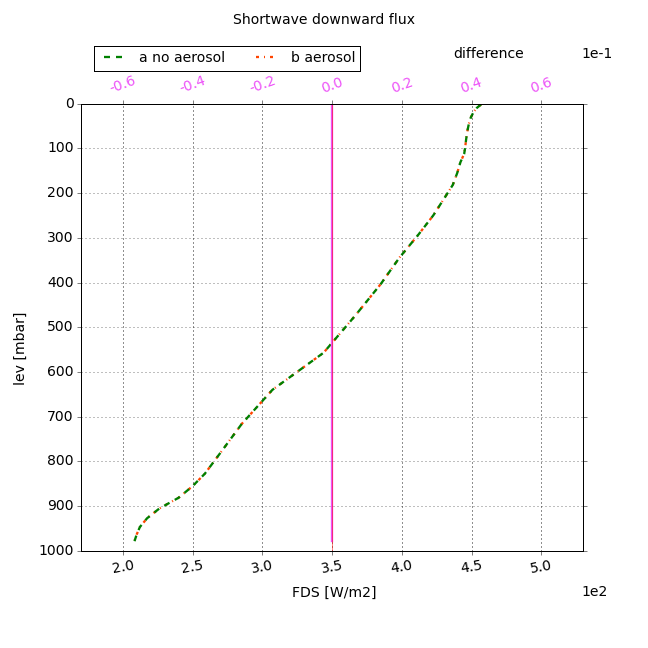 Shortwave downward flux
a no aerosol b aerosol difference 1e-1
-0.6 -0.4 -0.2 0.0 0.2 0.4 0.6
0
100
200
300
400
500
600
700
800
900
1000
lev [mbar]
2.0 2.5 3.0 3.5 4.0 4.5 5.0
FDS [W/m2] 1e2